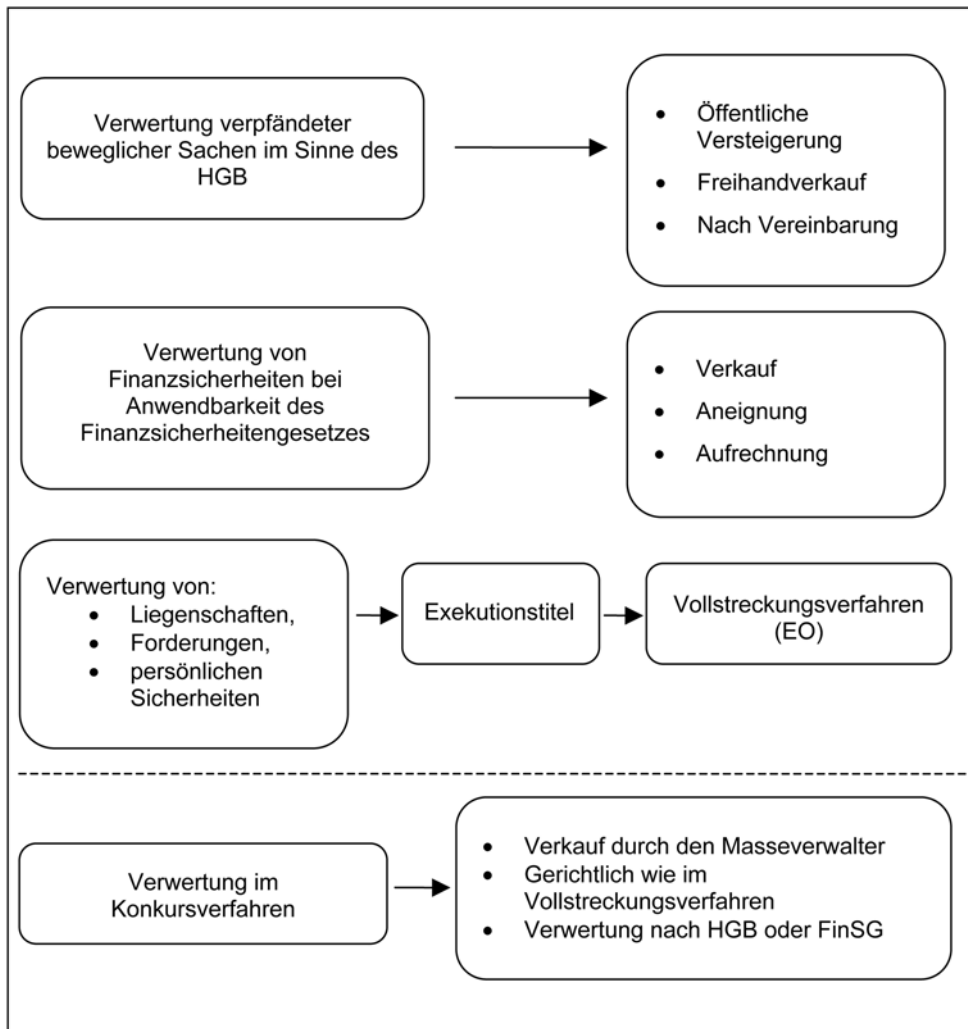 Verwertung verpfändeter
beweglicher Sachen im Sinne des
HGB
• Öffentliche
Versteigerung
• Freihandverkauf
• Nach Vereinbarung
Verwertung von
Finanzsicherheiten bei
Anwendbarkeit des
Finanzsicherheitengesetzes
• Verkauf
• Aneignung
• Aufrechnung
Verwertung von:
• Liegenschaften,
• Forderungen,
• persönlichen
Sicherheiten
Exekutionstitel
Vollstreckungsverfahren
(EO)
Verwertung im
Konkursverfahren
• Verkauf durch den Masseverwalter
• Gerichtlich wie im
Vollstreckungsverfahren
• Verwertung nach HGB oder FinSG